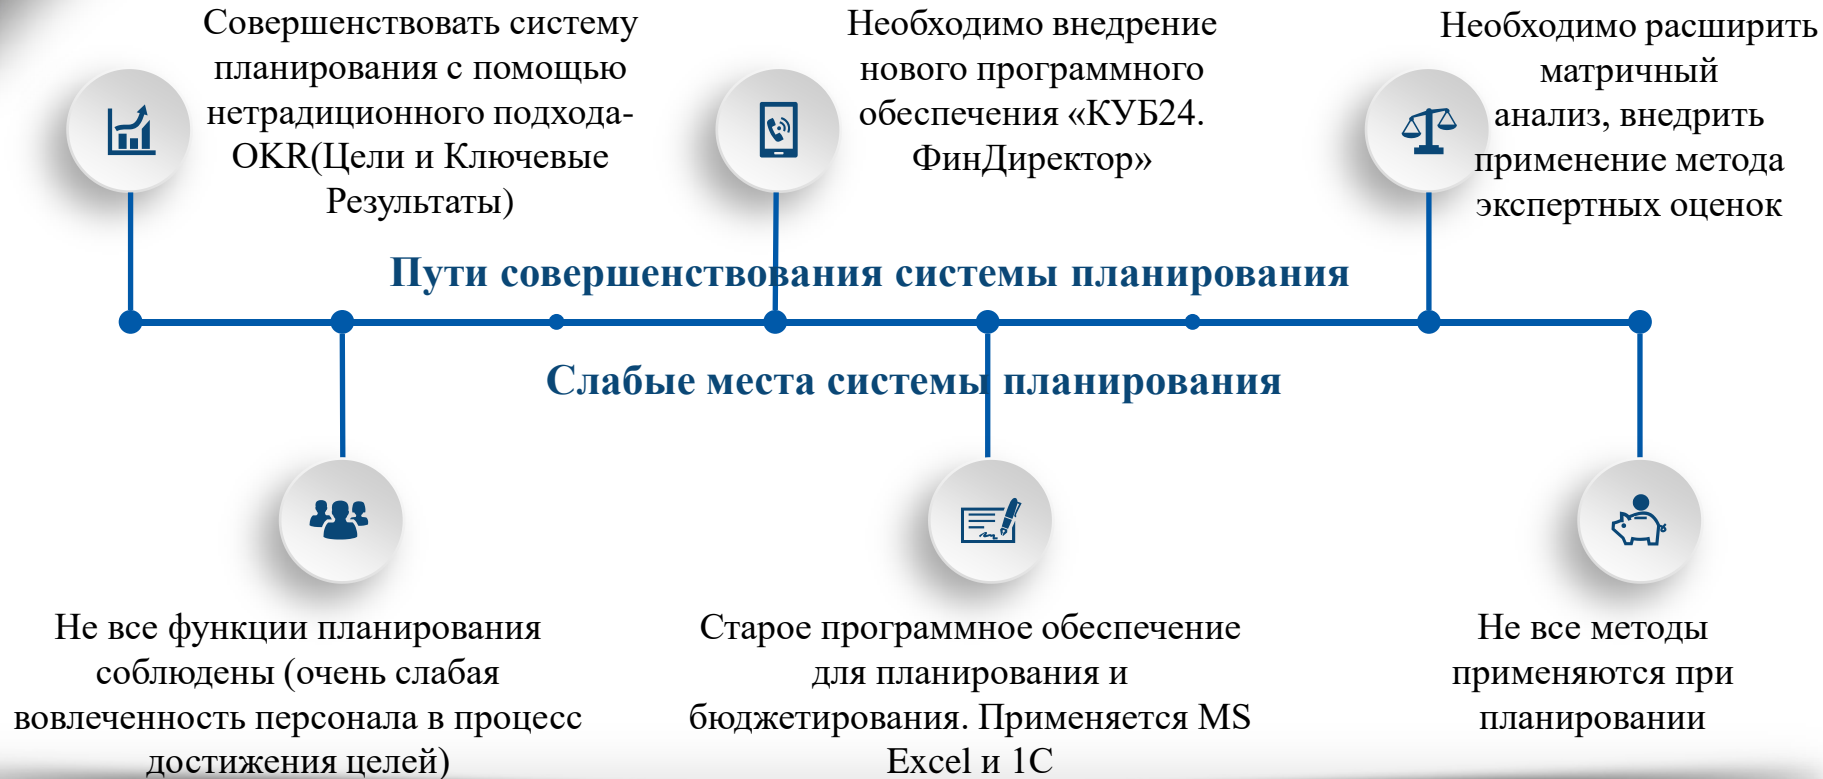 Совершенствовать систему
планирования с помощью
нетрадиционного подхода-
OKR(Цели и Ключевые
Результаты)
Необходимо внедрение
нового программного
обеспечения «КУБ24.
ФинДиректор»
Необходимо расширить
матричный
анализ, внедрить
применение метода
экспертных оценок
Пути совершенствования системы планирования
Слабые места системы планирования
Не все функции планирования
соблюдены (очень слабая
вовлеченность персонала в процесс
достижения целей)
Старое программное обеспечение
для планирования и
бюджетирования. Применяется MS
Excel и 1С
Не все методы
применяются при
планировании